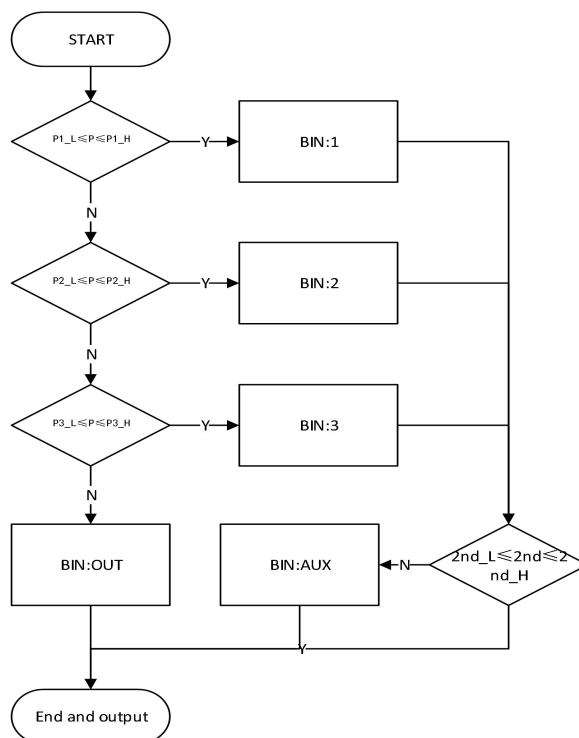 START
P1_L≤P≤P1_H
Y
BIN:1
N
P2_L≤P≤P2_H
Y
BIN:2
N
P3_L≤P≤P3_H
Y
BIN:3
N
BIN:OUT
BIN:AUX
N
2nd_L≤2nd≤2
nd_H
Y
End and output